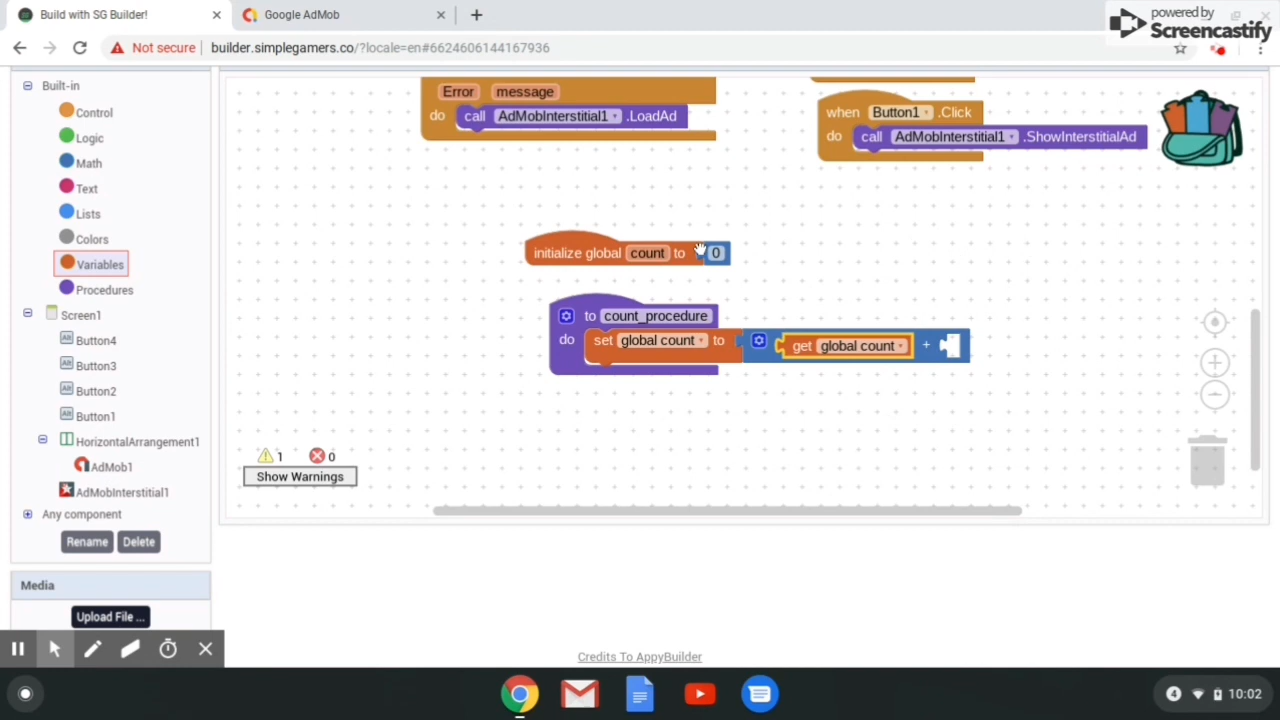 Build with SG Builder!
Google AdMob
powered by
Screencastify
Not secure
builder.simplegamers.co/?locale=en#6624606144167936
Built-in
Control
Logic
Math
Text
Lists
Colors
Variables
Procedures
Screen1
Button4
Button3
Button2
Button1
HorizontalArrangement1
AdMob1
AdMobInterstitial1
Any component
Rename Delete
Media
Upload File ...
Error message
do call AdMobInterstitial1 .LoadAd
when Button1 .Click
do call AdMobInterstitial1 .ShowInterstitialAd
initialize global count to 0
to count_procedure
do set global count to get global count +
1 0
Show Warnings
Credits To AppyBuilder
4 10:02